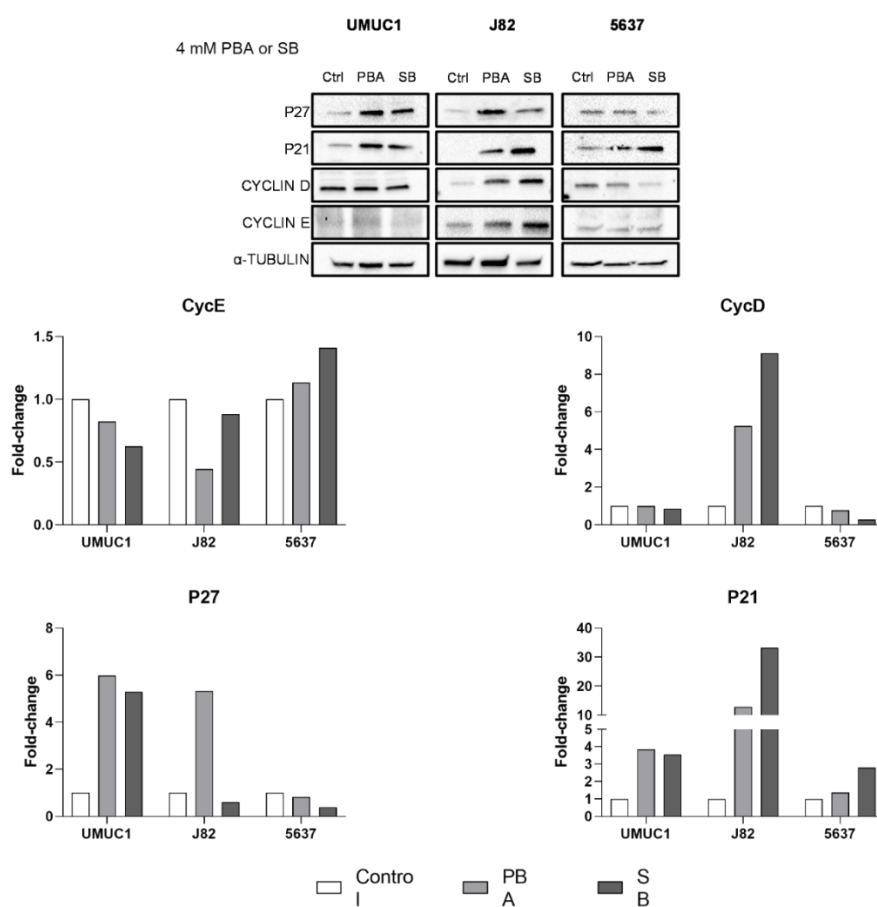 UMUC1 J82 5637
4 mM PBA or SB
Ctrl PBA SB Ctrl PBA SB Ctrl PBA SB
P27
P21
CYCLIN D
CYCLIN E
α-TUBULIN
CycE
1.5
1.0
0.5
0.0
Fold-change
UMUC1 J82 5637
CycD
10
8
6
4
2
0
Fold-change
UMUC1 J82 5637
P27
8
6
4
2
0
Fold-change
UMUC1 J82 5637
P21
40
30
20
10
5
4
3
2
1
0
Fold-change
UMUC1 J82 5637
Contro
l
PB
A
S
B